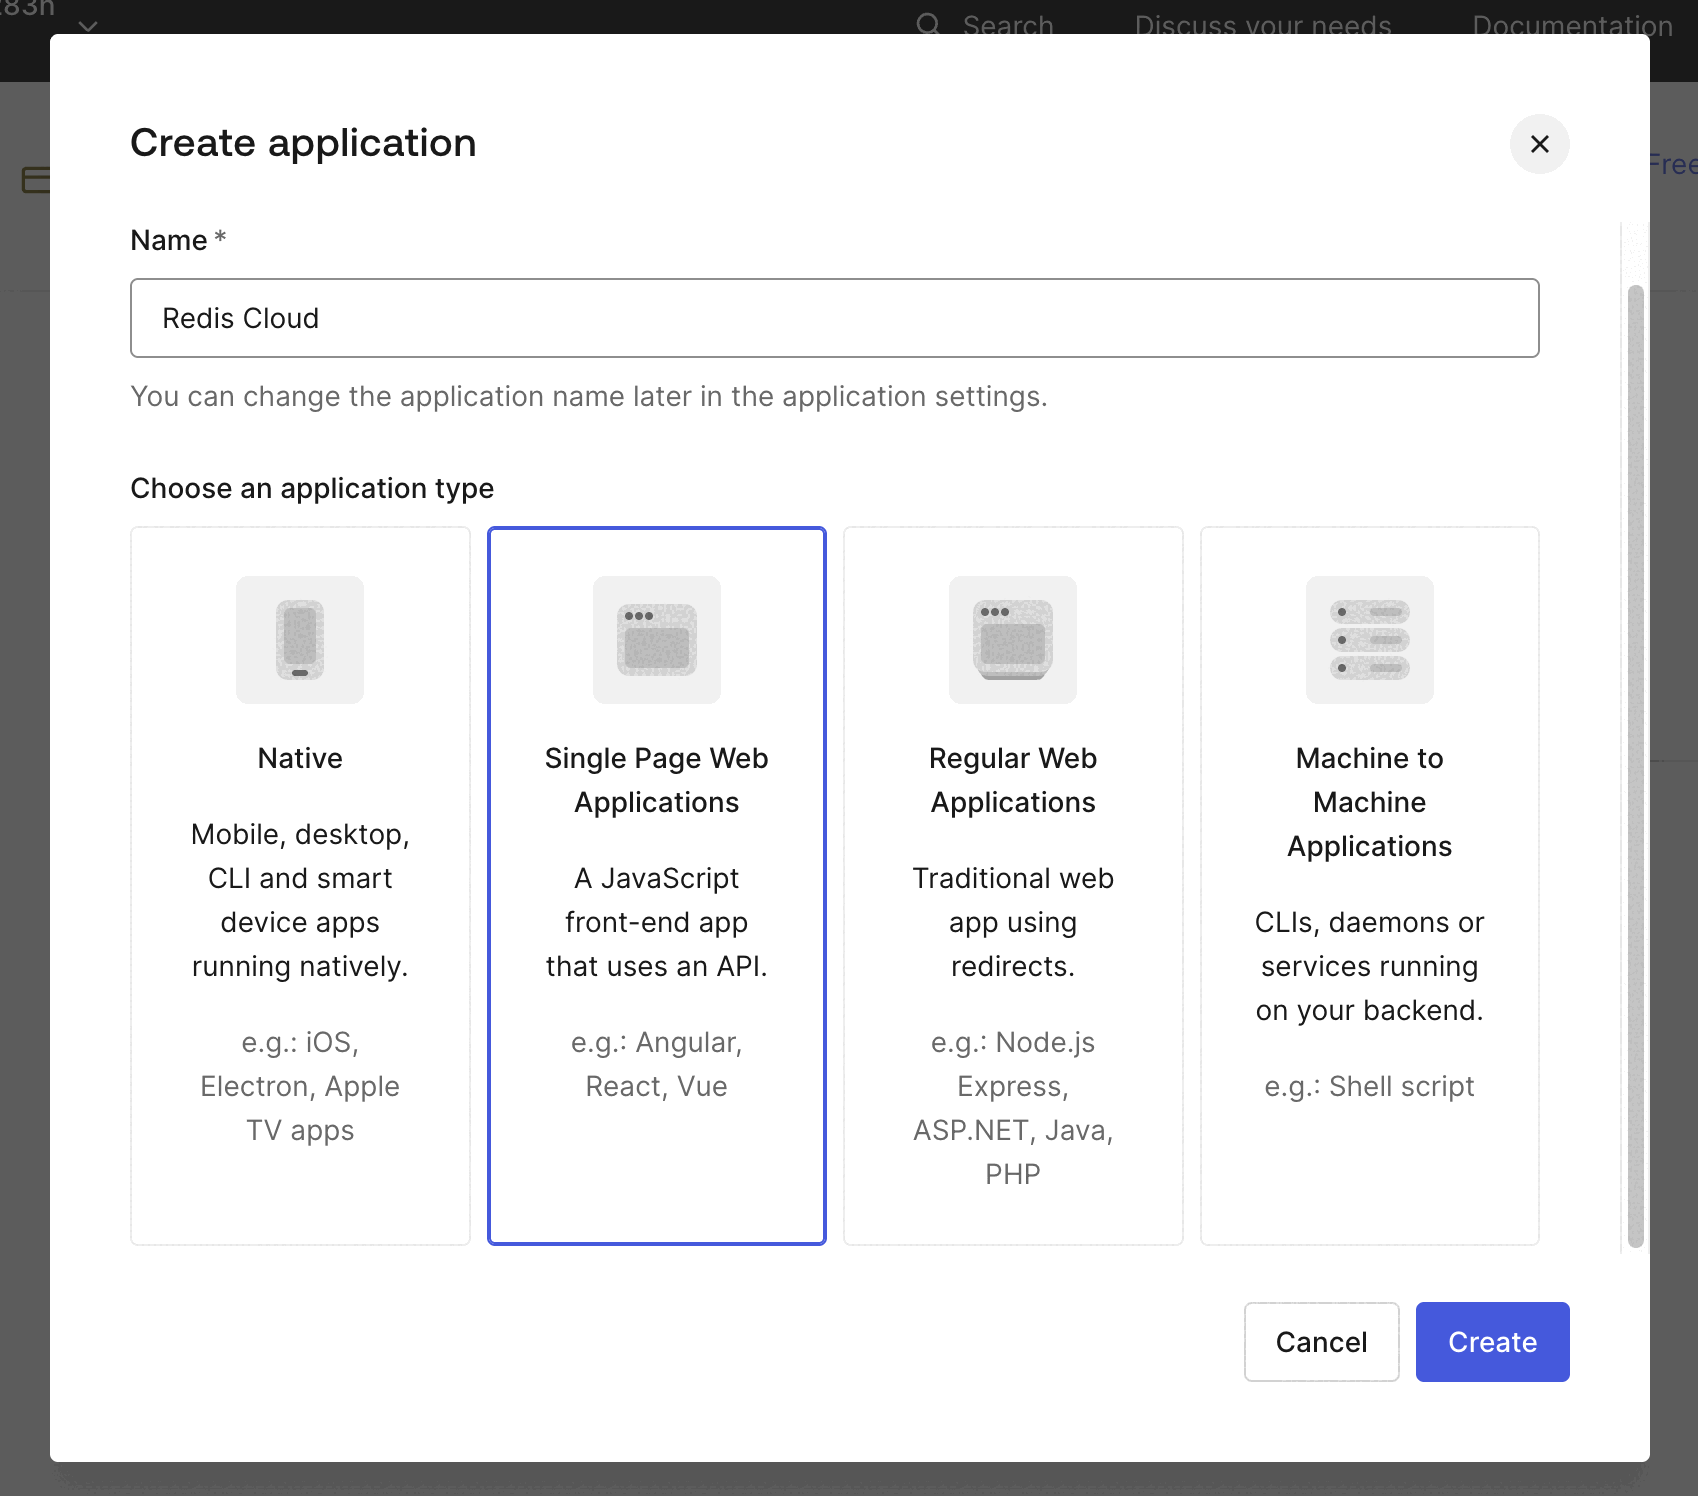 Search
Discuss your needs
Documentation
Create application
Free
Name *
Redis Cloud
You can change the application name later in the application settings.
Choose an application type
Native
Mobile, desktop,
CLI and smart
device apps
running natively.
e.g.: iOS,
Electron, Apple
TV apps
Single Page Web
Applications
A JavaScript
front-end app
that uses an API.
e.g.: Angular,
React, Vue
Regular Web
Applications
Traditional web
app using
redirects.
e.g.: Node.js
Express,
ASP.NET, Java,
PHP
Machine to
Machine
Applications
CLIs, daemons or
services running
on your backend.
e.g.: Shell script
Cancel
Create